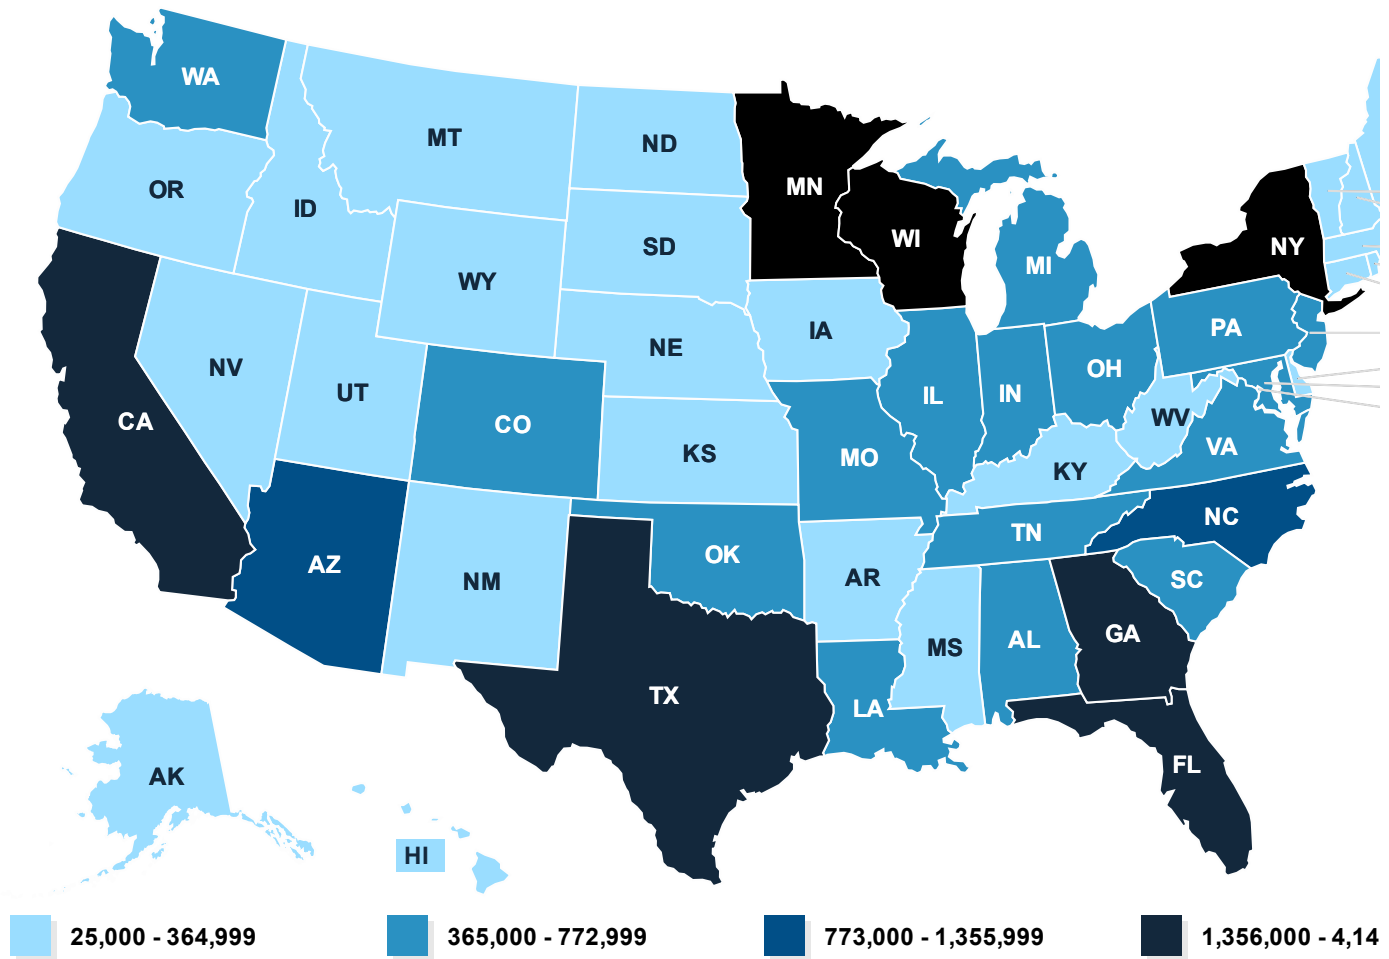 WA
MT
ND
MN
OR
ID
SD
WI
NY
MI
WY
IA
PA
NE
NV
UT
OH
IL
IN
CA
CO
WV
KS
MO
VA
KY
NC
TN
AZ
OK
NM
AR
SC
GA
MS
AL
TX
LA
FL
AK
HI
25,000 - 364,999
365,000 - 772,999
773,000 - 1,355,999
1,356,000 - 4,14